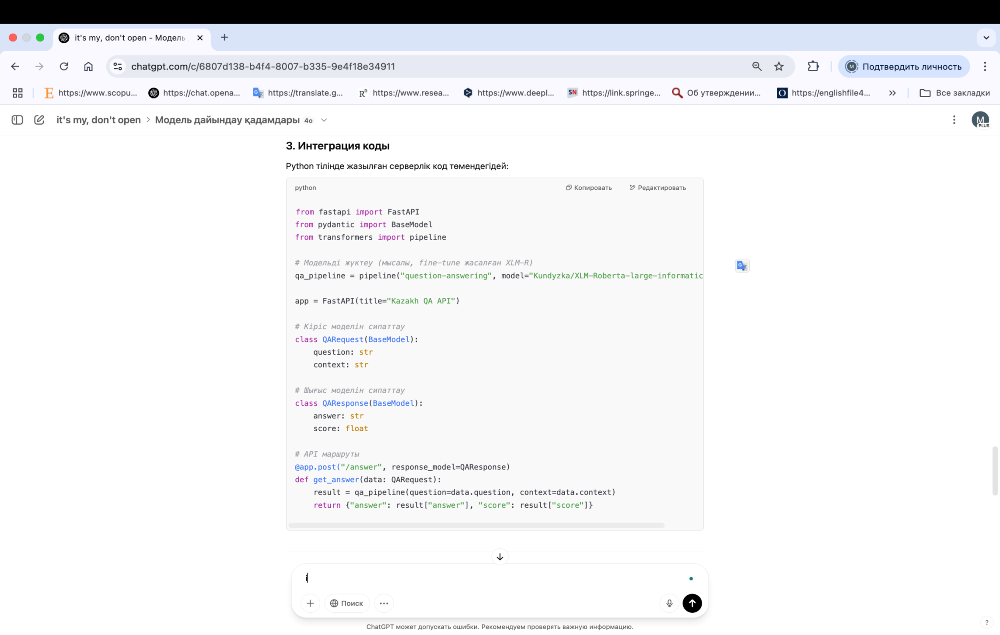 it's my, don't open - Модель
chatgpt.com/c/6807d138-b4f4-8007-b335-9e4f18e34911
Подтвердить личность
https://www.scopu...
https://chat.opena...
https://translate.g...
https://www.resea...
https://www.deepl...
https://link.springe...
Об утверждении...
https://englishfile4...
Все закладки
it's my, don't open > Модель дайындау қадамдары 4o
M
PLUS
3. Интеграция коды
Python тілінде жазылған серверлік код төмендегідей:
python
Копировать
Редактировать
from fastapi import FastAPI
from pydantic import BaseModel
from transformers import pipeline
# Модельді жүктеу (мысалы, fine-tune жасалған XLM-R)
qa_pipeline = pipeline("question-answering", model="Kundyzka/XLM-Roberta-large-informatic
app = FastAPI(title="Kazakh QA API")
# Кіріс моделін сипаттау
class QARequest(BaseModel):
    question: str
    context: str
# Шығыс моделін сипаттау
class QAResponse(BaseModel):
    answer: str
    score: float
# API маршруты
@app.post("/answer", response_model=QAResponse)
def get_answer(data: QARequest):
    result = qa_pipeline(question=data.question, context=data.context)
    return {"answer": result["answer"], "score": result["score"]}
i
Поиск
ChatGPT может допускать ошибки. Рекомендуем проверять важную информацию.
?